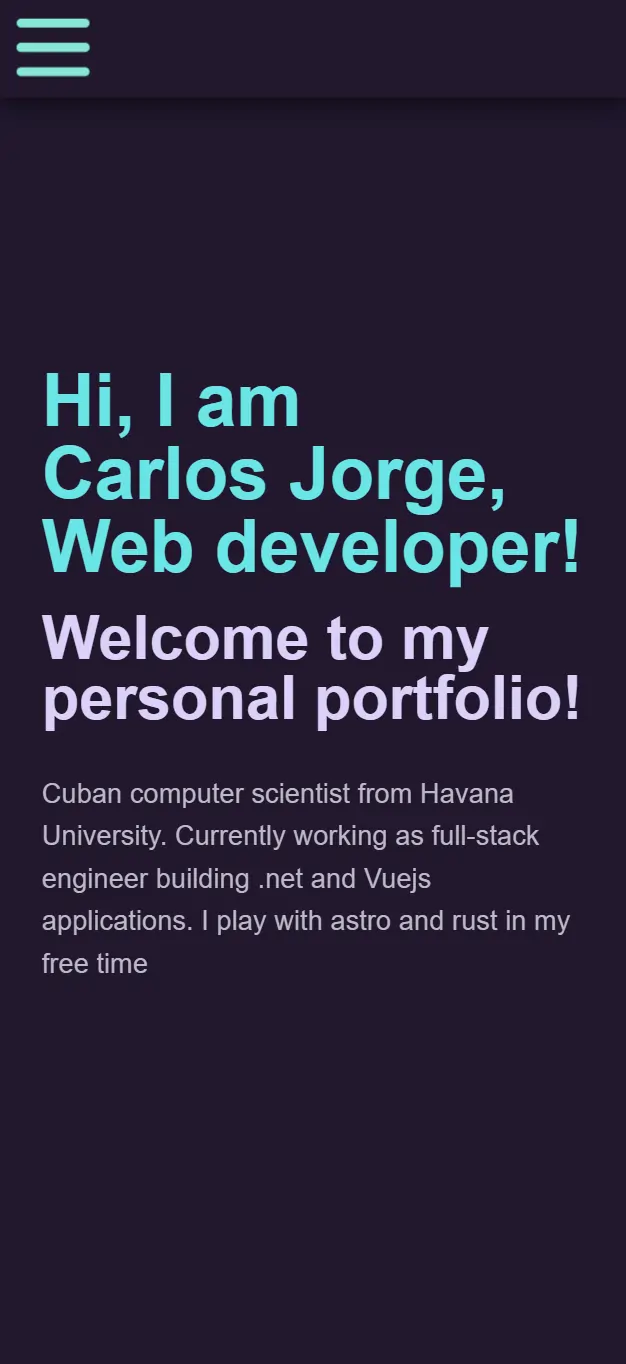 Hi, I am
Carlos Jorge,
Web developer!
Welcome to my
personal portfolio!
Cuban computer scientist from Havana
University. Currently working as full-stack
engineer building .net and Vuejs
applications. I play with astro and rust in my
free time